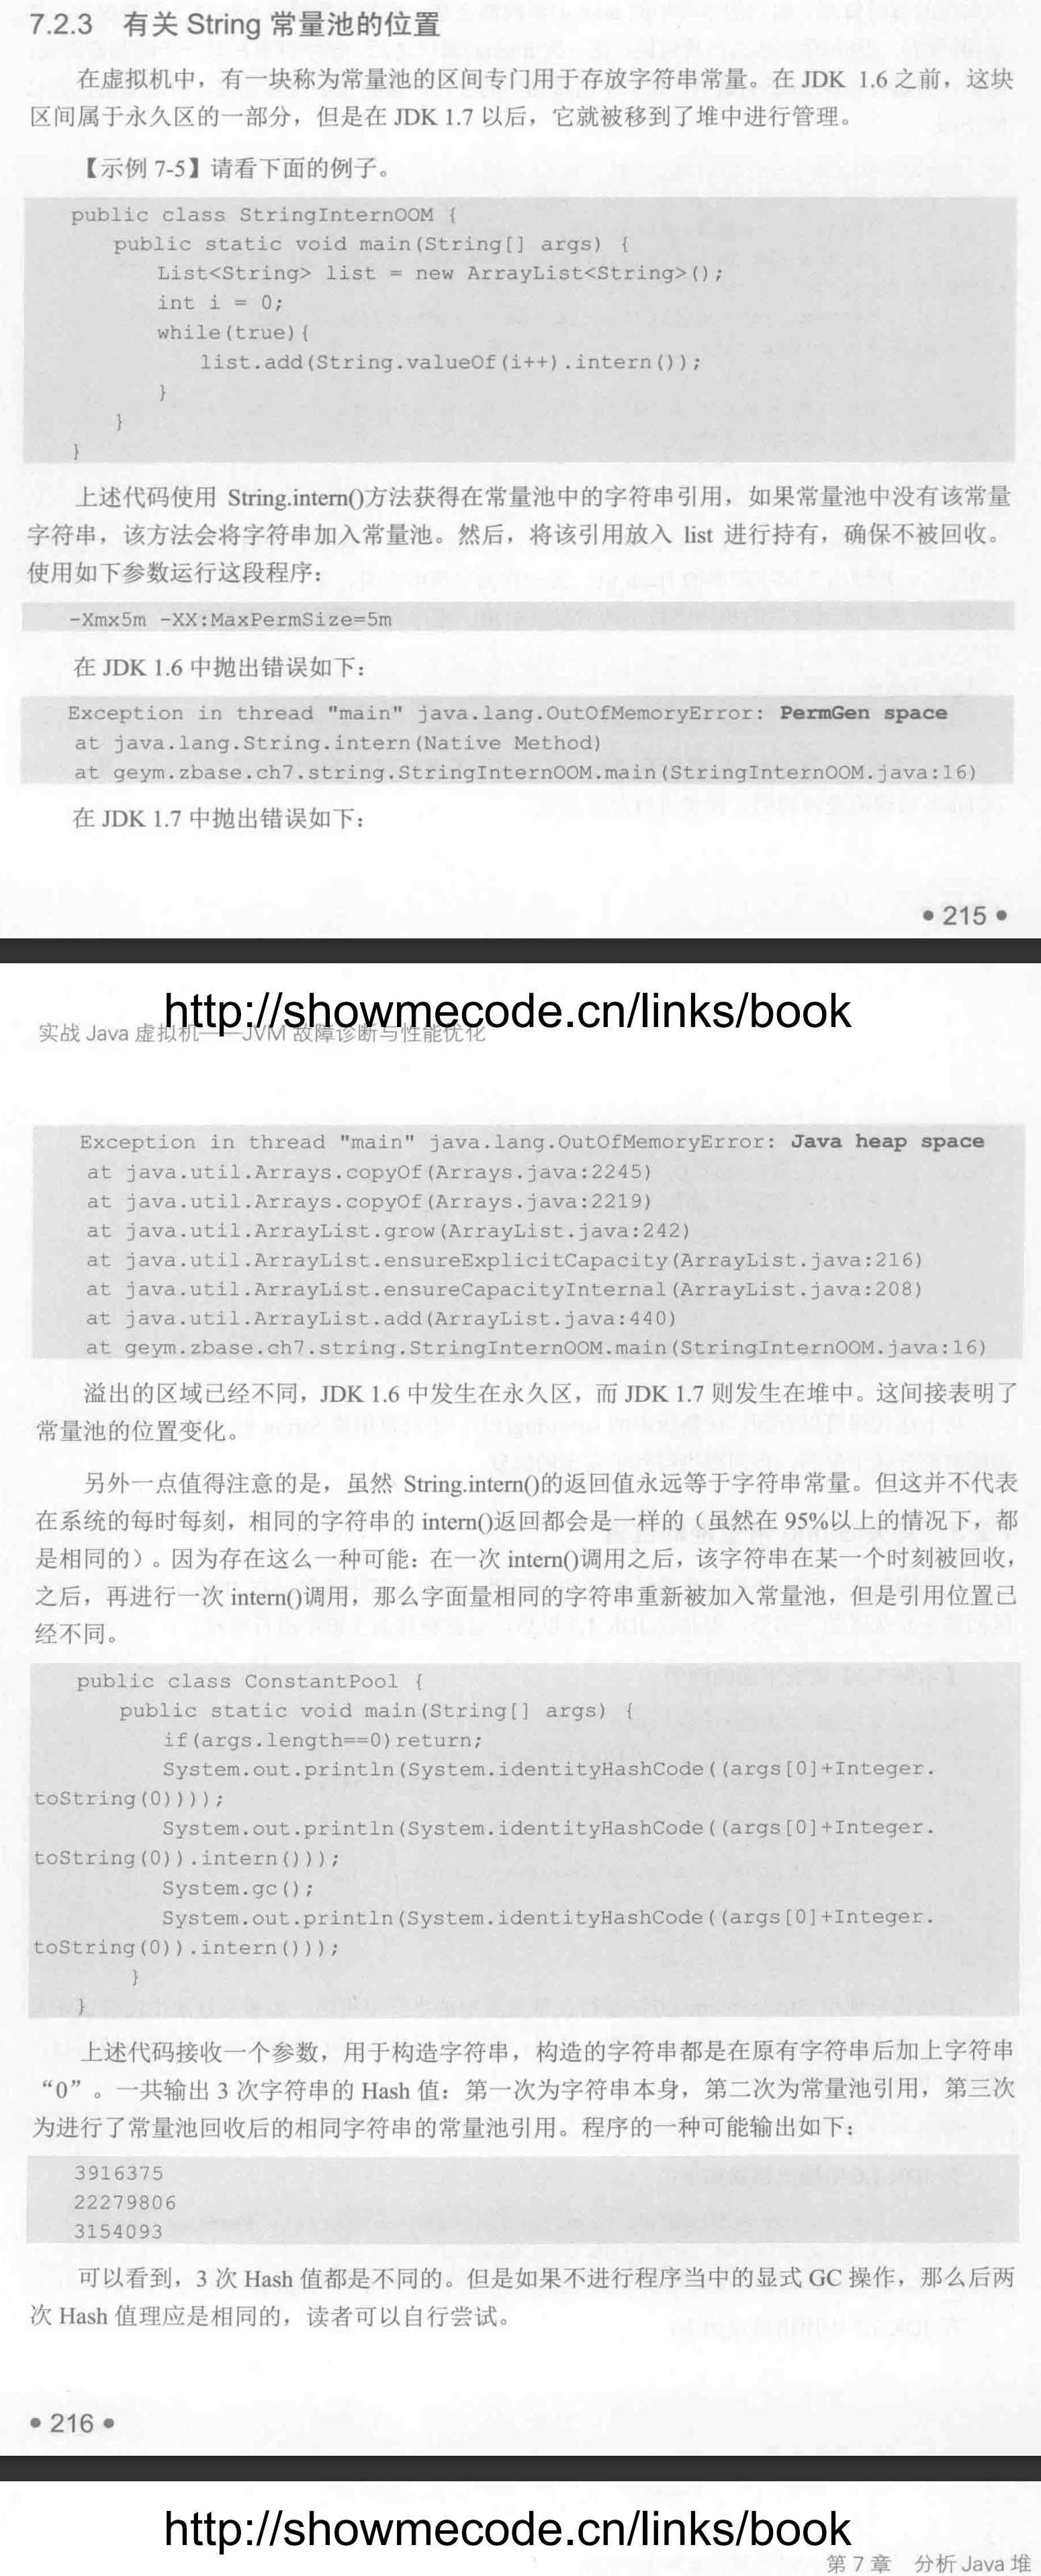 7.2.3 有关 String 常量池的位置
在虚拟机中，有一块称为常量池的区间专门用于存放字符串常量。在 JDK 1.6 之前，这块
区间属于永久区的一部分，但是在 JDK 1.7 以后，它就被移到了堆中进行管理。
【示例 7-5】请看下面的例子。
public class StringInternOOM {
public static void main(String[] args) {
List<String> list = new ArrayList<String>();
int i = 0;
while(true){
list.add(String.valueOf(i++).intern());
}
}
}
上述代码使用 String.intern()方法获得在常量池中的字符串引用，如果常量池中没有该常量
字符串，该方法会将字符串加入常量池。然后，将该引用放入 list 进行持有，确保不被回收。
使用如下参数运行这段程序：
-Xmx5m -XX:MaxPermSize=5m
在 JDK 1.6 中抛出错误如下：
Exception in thread "main" java.lang.OutOfMemoryError: PermGen space
at java.lang.String.intern(Native Method)
at geym.zbase.ch7.string.StringInternOOM.main(StringInternOOM.java:16)
在 JDK 1.7 中抛出错误如下：
• 215 •
http://showmecode.cn/links/book
实战 Java 虚拟机——JVM 故障诊断与性能优化
Exception in thread "main" java.lang.OutOfMemoryError: Java heap space
at java.util.Arrays.copyOf(Arrays.java:2245)
at java.util.Arrays.copyOf(Arrays.java:2219)
at java.util.ArrayList.grow(ArrayList.java:242)
at java.util.ArrayList.ensureExplicitCapacity(ArrayList.java:216)
at java.util.ArrayList.ensureCapacityInternal(ArrayList.java:208)
at java.util.ArrayList.add(ArrayList.java:440)
at geym.zbase.ch7.string.StringInternOOM.main(StringInternOOM.java:16)
溢出的区域已经不同，JDK 1.6 中发生在永久区，而 JDK 1.7 则发生在堆中。这间接表明了
常量池的位置变化。
另外一点值得注意的是，虽然 String.intern()的返回值永远等于字符串常量。但这并不代表
在系统的每时每刻，相同的字符串的 intern()返回都会是一样的（虽然在 95%以上的情况下，都
是相同的）。因为存在这么一种可能：在一次 intern()调用之后，该字符串在某一个时刻被回收，
之后，再进行一次 intern()调用，那么字面量相同的字符串重新被加入常量池，但是引用位置已
经不同。
public class ConstantPool {
public static void main(String[] args) {
if(args.length==0)return;
System.out.println(System.identityHashCode((args[0]+Integer.
toString(0))));
System.out.println(System.identityHashCode((args[0]+Integer.
toString(0)).intern()));
System.gc();
System.out.println(System.identityHashCode((args[0]+Integer.
toString(0)).intern()));
}
}
上述代码接收一个参数，用于构造字符串，构造的字符串都是在原有字符串后加上字符串
“0”。一共输出 3 次字符串的 Hash 值：第一次为字符串本身，第二次为常量池引用，第三次
为进行了常量池回收后的相同字符串的常量池引用。程序的一种可能输出如下：
3916375
22279806
3154093
可以看到，3 次 Hash 值都是不同的。但是如果不进行程序当中的显式 GC 操作，那么后两
次 Hash 值理应是相同的，读者可以自行尝试。
• 216 •
http://showmecode.cn/links/book
第 7 章 分析 Java 堆